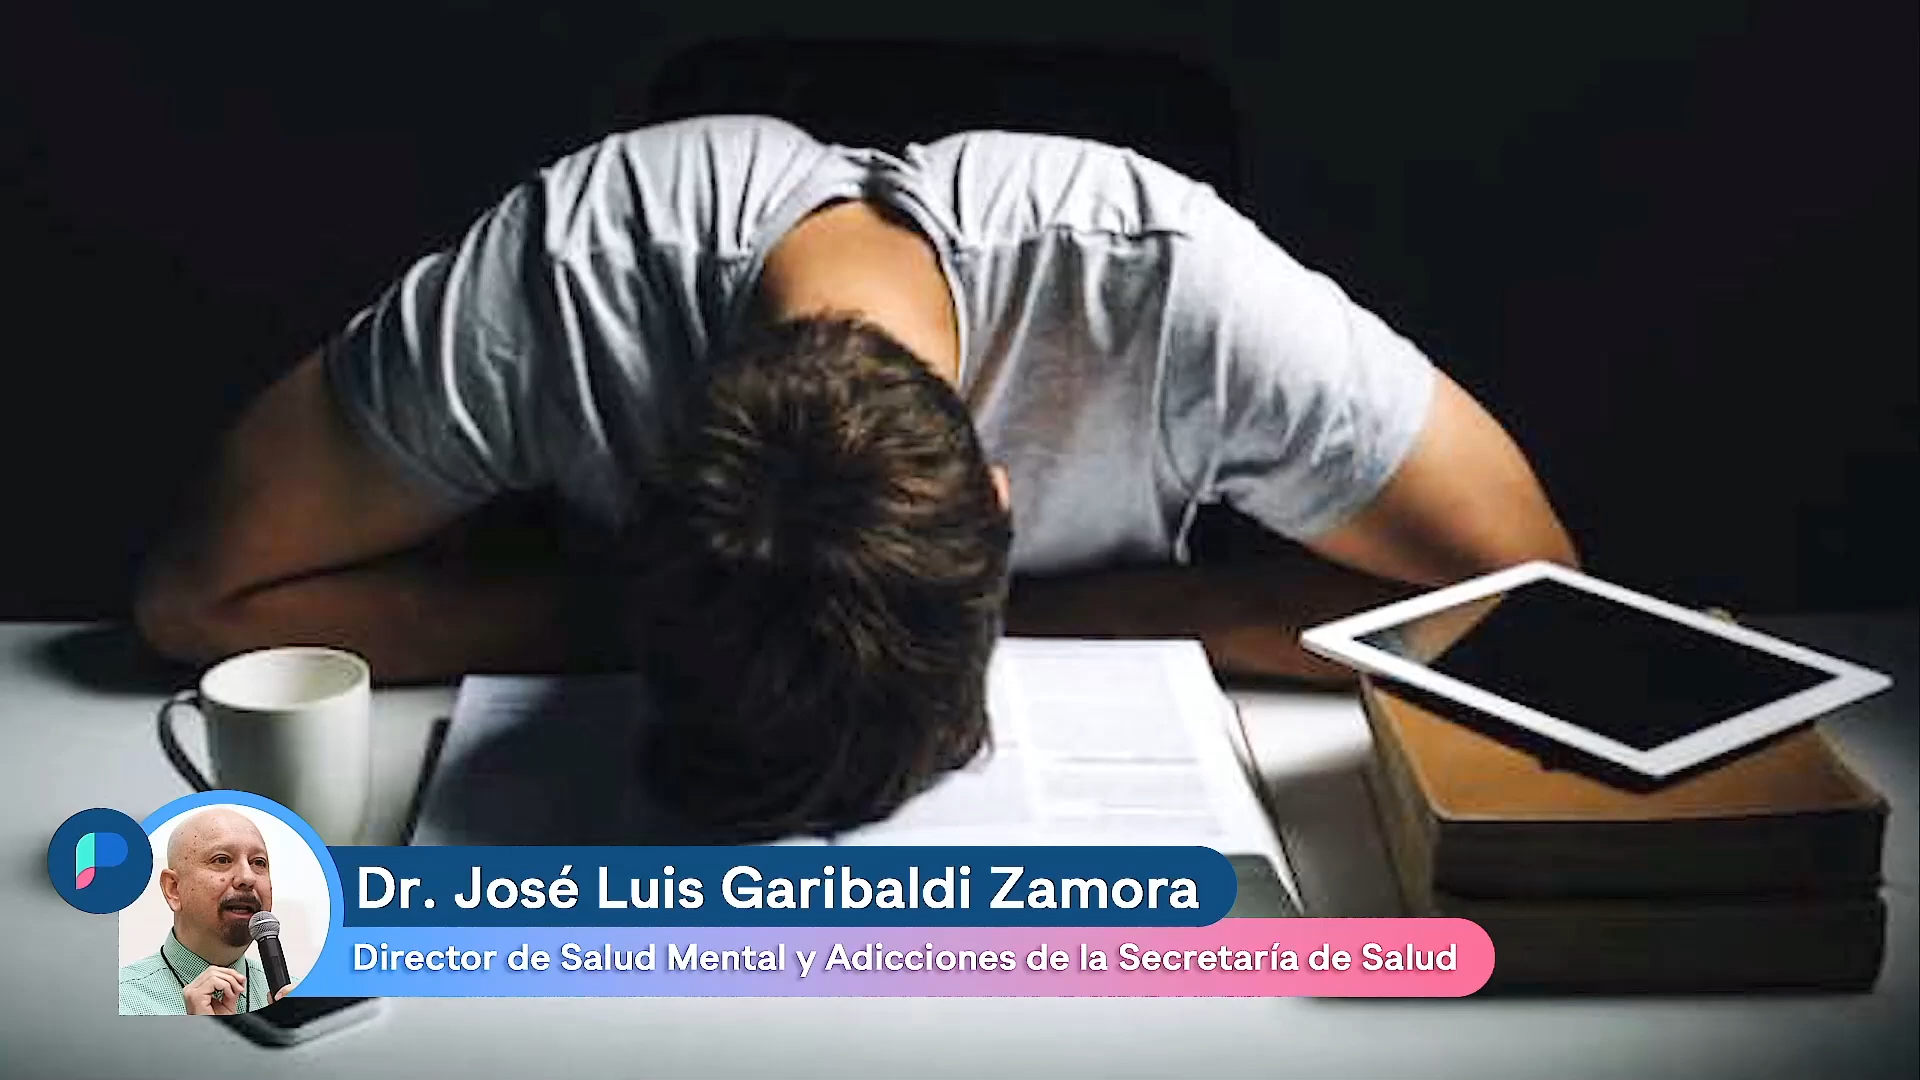 Dr. José Luis Garibaldi Zamora
Director de Salud Mental y Adicciones de la Secretaría de Salud